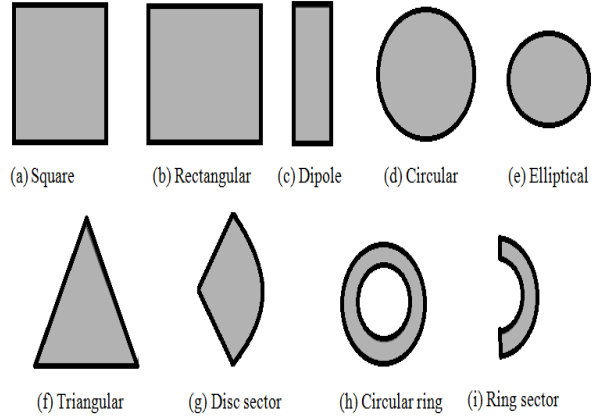 (a) Square (b) Rectangular (c) Dipole (d) Circular (e) Elliptical
(f) Triangular (g) Disc sector (h) Circular ring (i) Ring sector